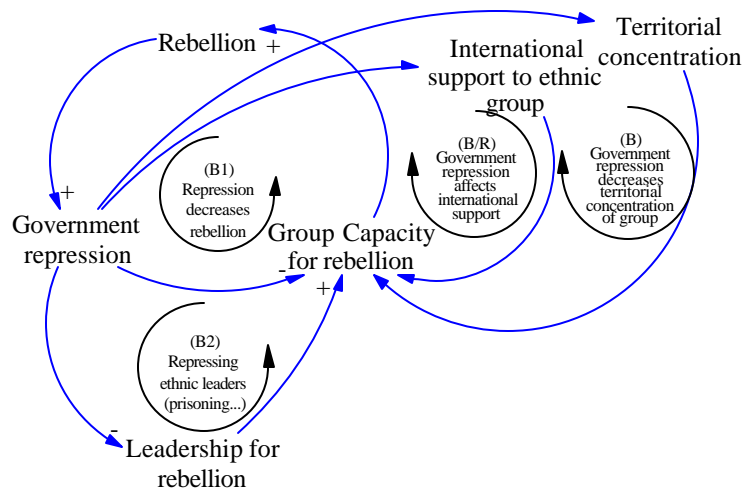 Rebellion +
International
support to ethnic
group
Territorial
concentration
(B1)
Repression
decreases
rebellion
(B/R)
Government
repression
affects
international
support
(B)
Government
repression
decreases
territorial
concentration
of group
+
Government
repression
Group Capacity
-for rebellion
+
(B2)
Repressing
ethnic leaders
(prisoning...)
-
Leadership for
rebellion